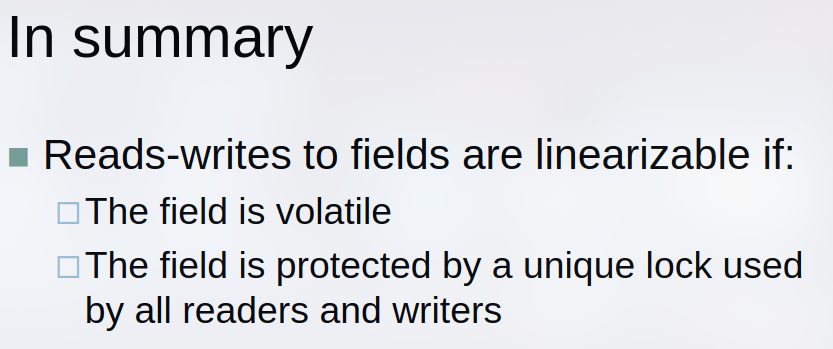 In summary
Reads-writes to fields are linearizable if:
The field is volatile
The field is protected by a unique lock used
by all readers and writers